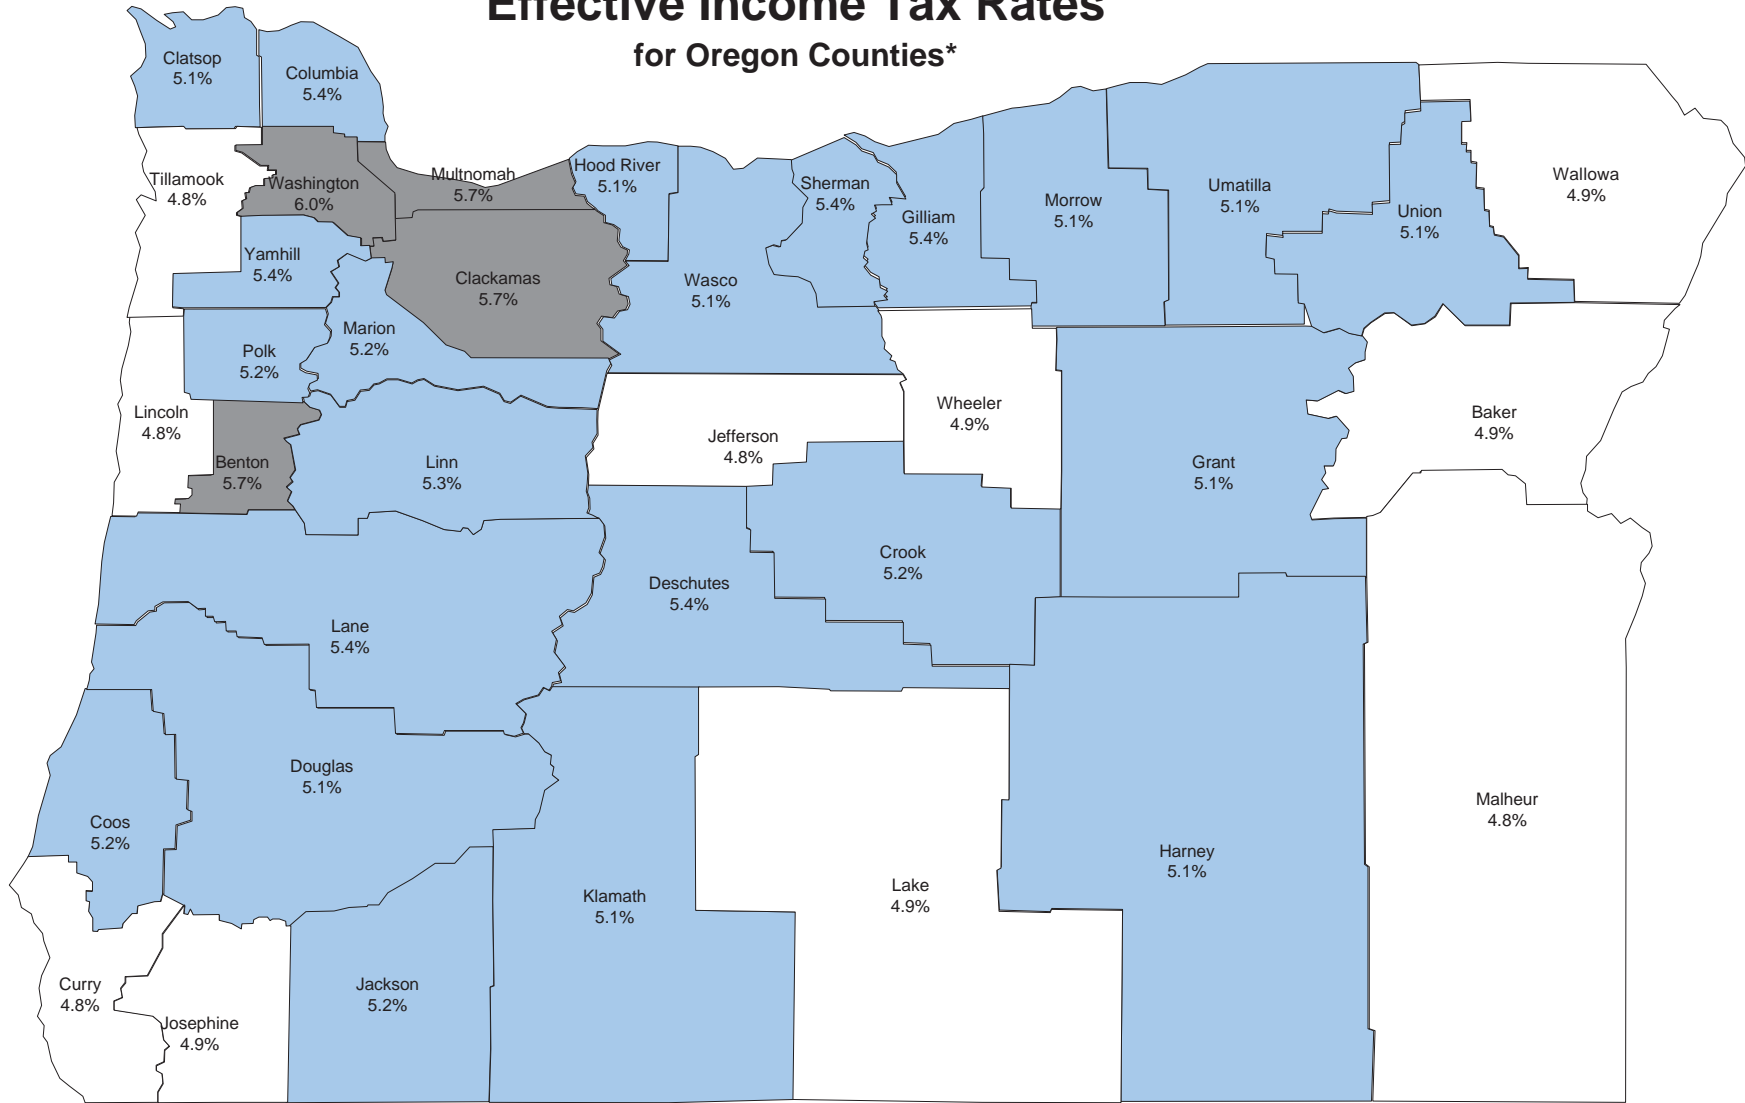 Effective Income Tax Rates
for Oregon Counties*
Clatsop
5.1%
Columbia
5.4%
Tillamook
4.8%
Washington
6.0%
Multnomah
5.7%
Hood River
5.1%
Sherman
5.4%
Gilliam
5.4%
Morrow
5.1%
Umatilla
5.1%
Union
5.1%
Wallowa
4.9%
Yamhill
5.4%
Clackamas
5.7%
Wasco
5.1%
Marion
5.2%
Polk
5.2%
Lincoln
4.8%
Benton
5.7%
Linn
5.3%
Jefferson
4.8%
Wheeler
4.9%
Grant
5.1%
Baker
4.9%
Crook
5.2%
Deschutes
5.4%
Lane
5.4%
Douglas
5.1%
Coos
5.2%
Klamath
5.1%
Lake
4.9%
Harney
5.1%
Malheur
4.8%
Curry
4.8%
Josephine
4.9%
Jackson
5.2%